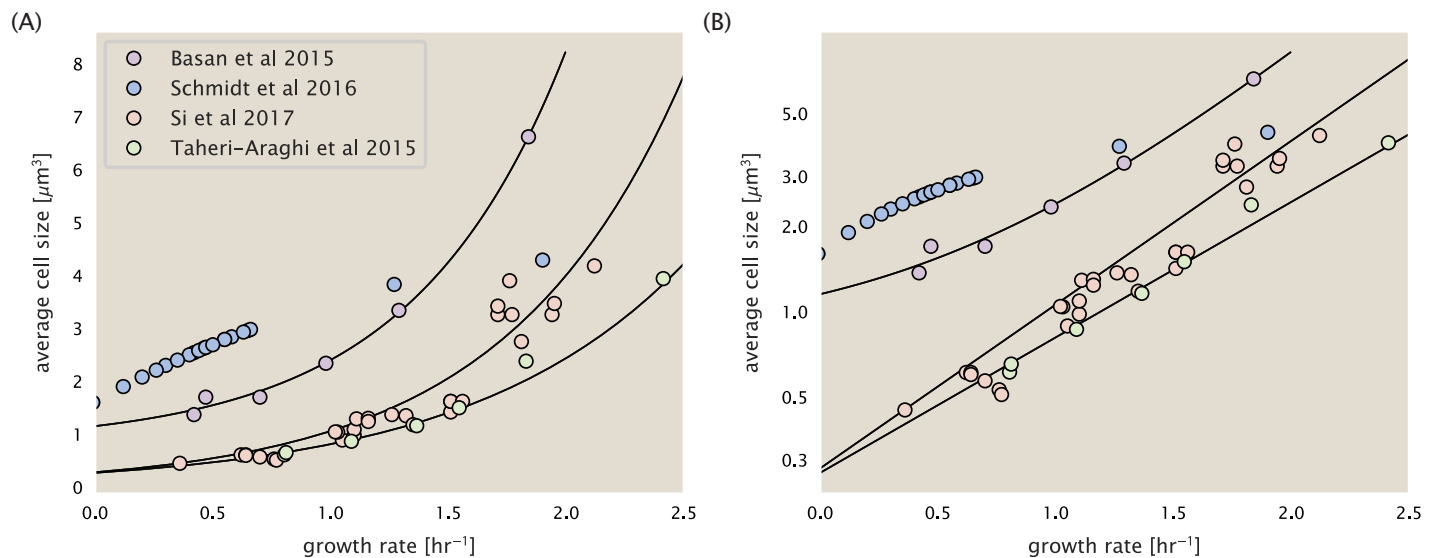 (A)
Basan et al 2015
Schmidt et al 2016
Si et al 2017
Taheri-Araghi et al 2015
8
7
6
5
4
3
2
1
0
average cell size [μm³]
0.0 0.5 1.0 1.5 2.0 2.5
growth rate [hr⁻¹]
(B)
5.0
3.0
2.0
1.0
0.5
0.3
average cell size [μm³]
0.0 0.5 1.0 1.5 2.0 2.5
growth rate [hr⁻¹]